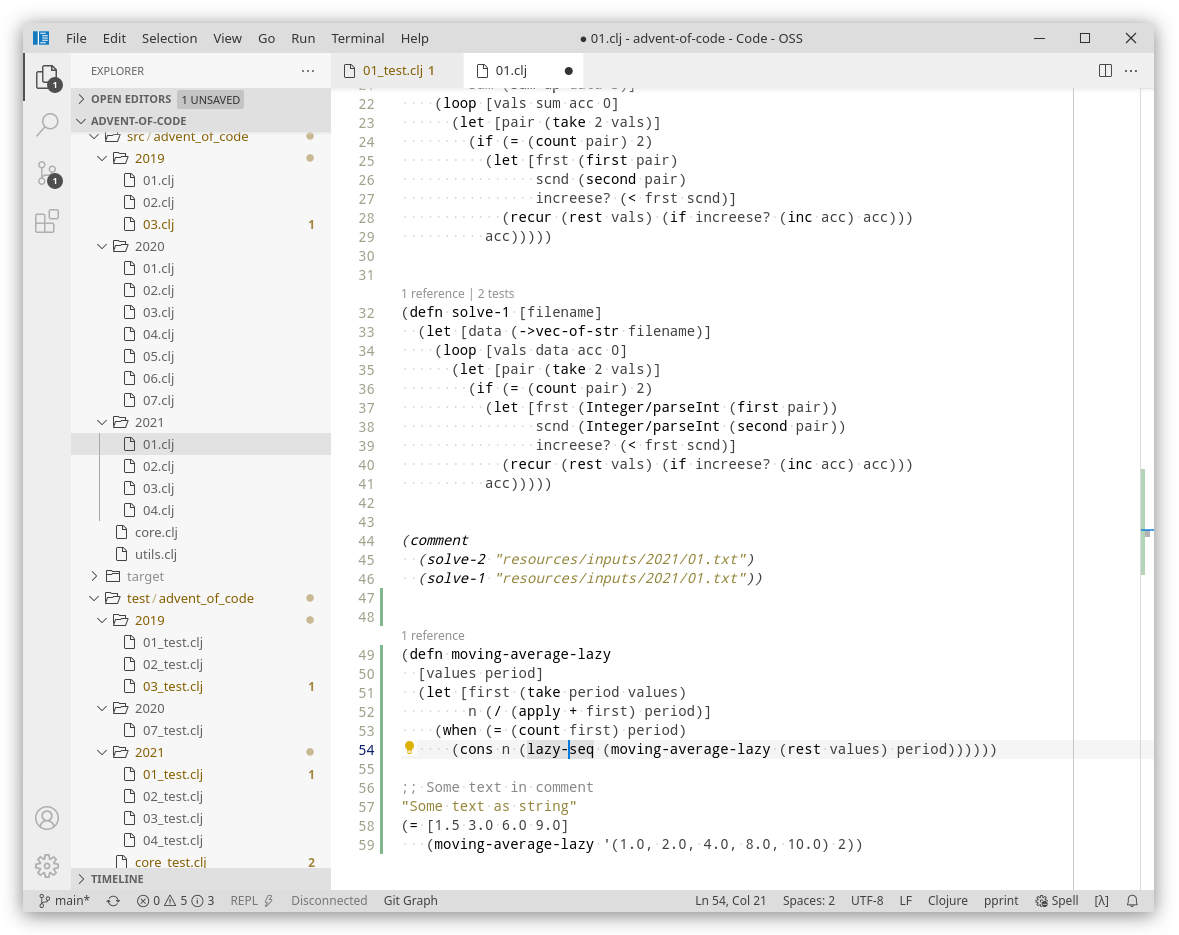 File Edit Selection View Go Run Terminal Help
● 01.clj - advent-of-code - Code - OSS
EXPLORER
01_test.clj 1
01.clj
OPEN EDITORS 1 UNSAVED
ADVENT-OF-CODE
src / advent_of_code
2019
01.clj
02.clj
03.clj 1
2020
01.clj
02.clj
03.clj
04.clj
05.clj
06.clj
07.clj
2021
01.clj
02.clj
03.clj
04.clj
core.clj
utils.clj
target
test / advent_of_code
2019
01_test.clj
02_test.clj
03_test.clj 1
2020
07_test.clj
2021
01_test.clj 1
02_test.clj
03_test.clj
04_test.clj
core_test.clj 2
TIMELINE
1
1
22 (loop [vals sum acc 0]
23 (let [pair (take 2 vals)]
24 (if (= (count pair) 2)
25 (let [frst (first pair)
26 scnd (second pair)
27 increese? (< frst scnd)]
28 (recur (rest vals) (if increese? (inc acc) acc)))
29 acc)))))
30
31
1 reference | 2 tests
32 (defn solve-1 [filename]
33 (let [data (->vec-of-str filename)]
34 (loop [vals data acc 0]
35 (let [pair (take 2 vals)]
36 (if (= (count pair) 2)
37 (let [frst (Integer/parseInt (first pair))
38 scnd (Integer/parseInt (second pair))
39 increese? (< frst scnd)]
40 (recur (rest vals) (if increese? (inc acc) acc)))
41 acc)))))
42
43
44 (comment
45 (solve-2 "resources/inputs/2021/01.txt")
46 (solve-1 "resources/inputs/2021/01.txt"))
47
48
1 reference
49 (defn moving-average-lazy
50 [values period]
51 (let [first (take period values)
52 n (/ (apply + first) period)]
53 (when (= (count first) period)
54 (cons n (lazy-seq (moving-average-lazy (rest values) period))))))
55
56 ;; Some text in comment
57 "Some text as string"
58 (= [1.5 3.0 6.0 9.0]
59 (moving-average-lazy '(1.0, 2.0, 4.0, 8.0, 10.0) 2))
main* 0 5 3 REPL Disconnected Git Graph Ln 54, Col 21 Spaces: 2 UTF-8 LF Clojure pprint Spell [λ]